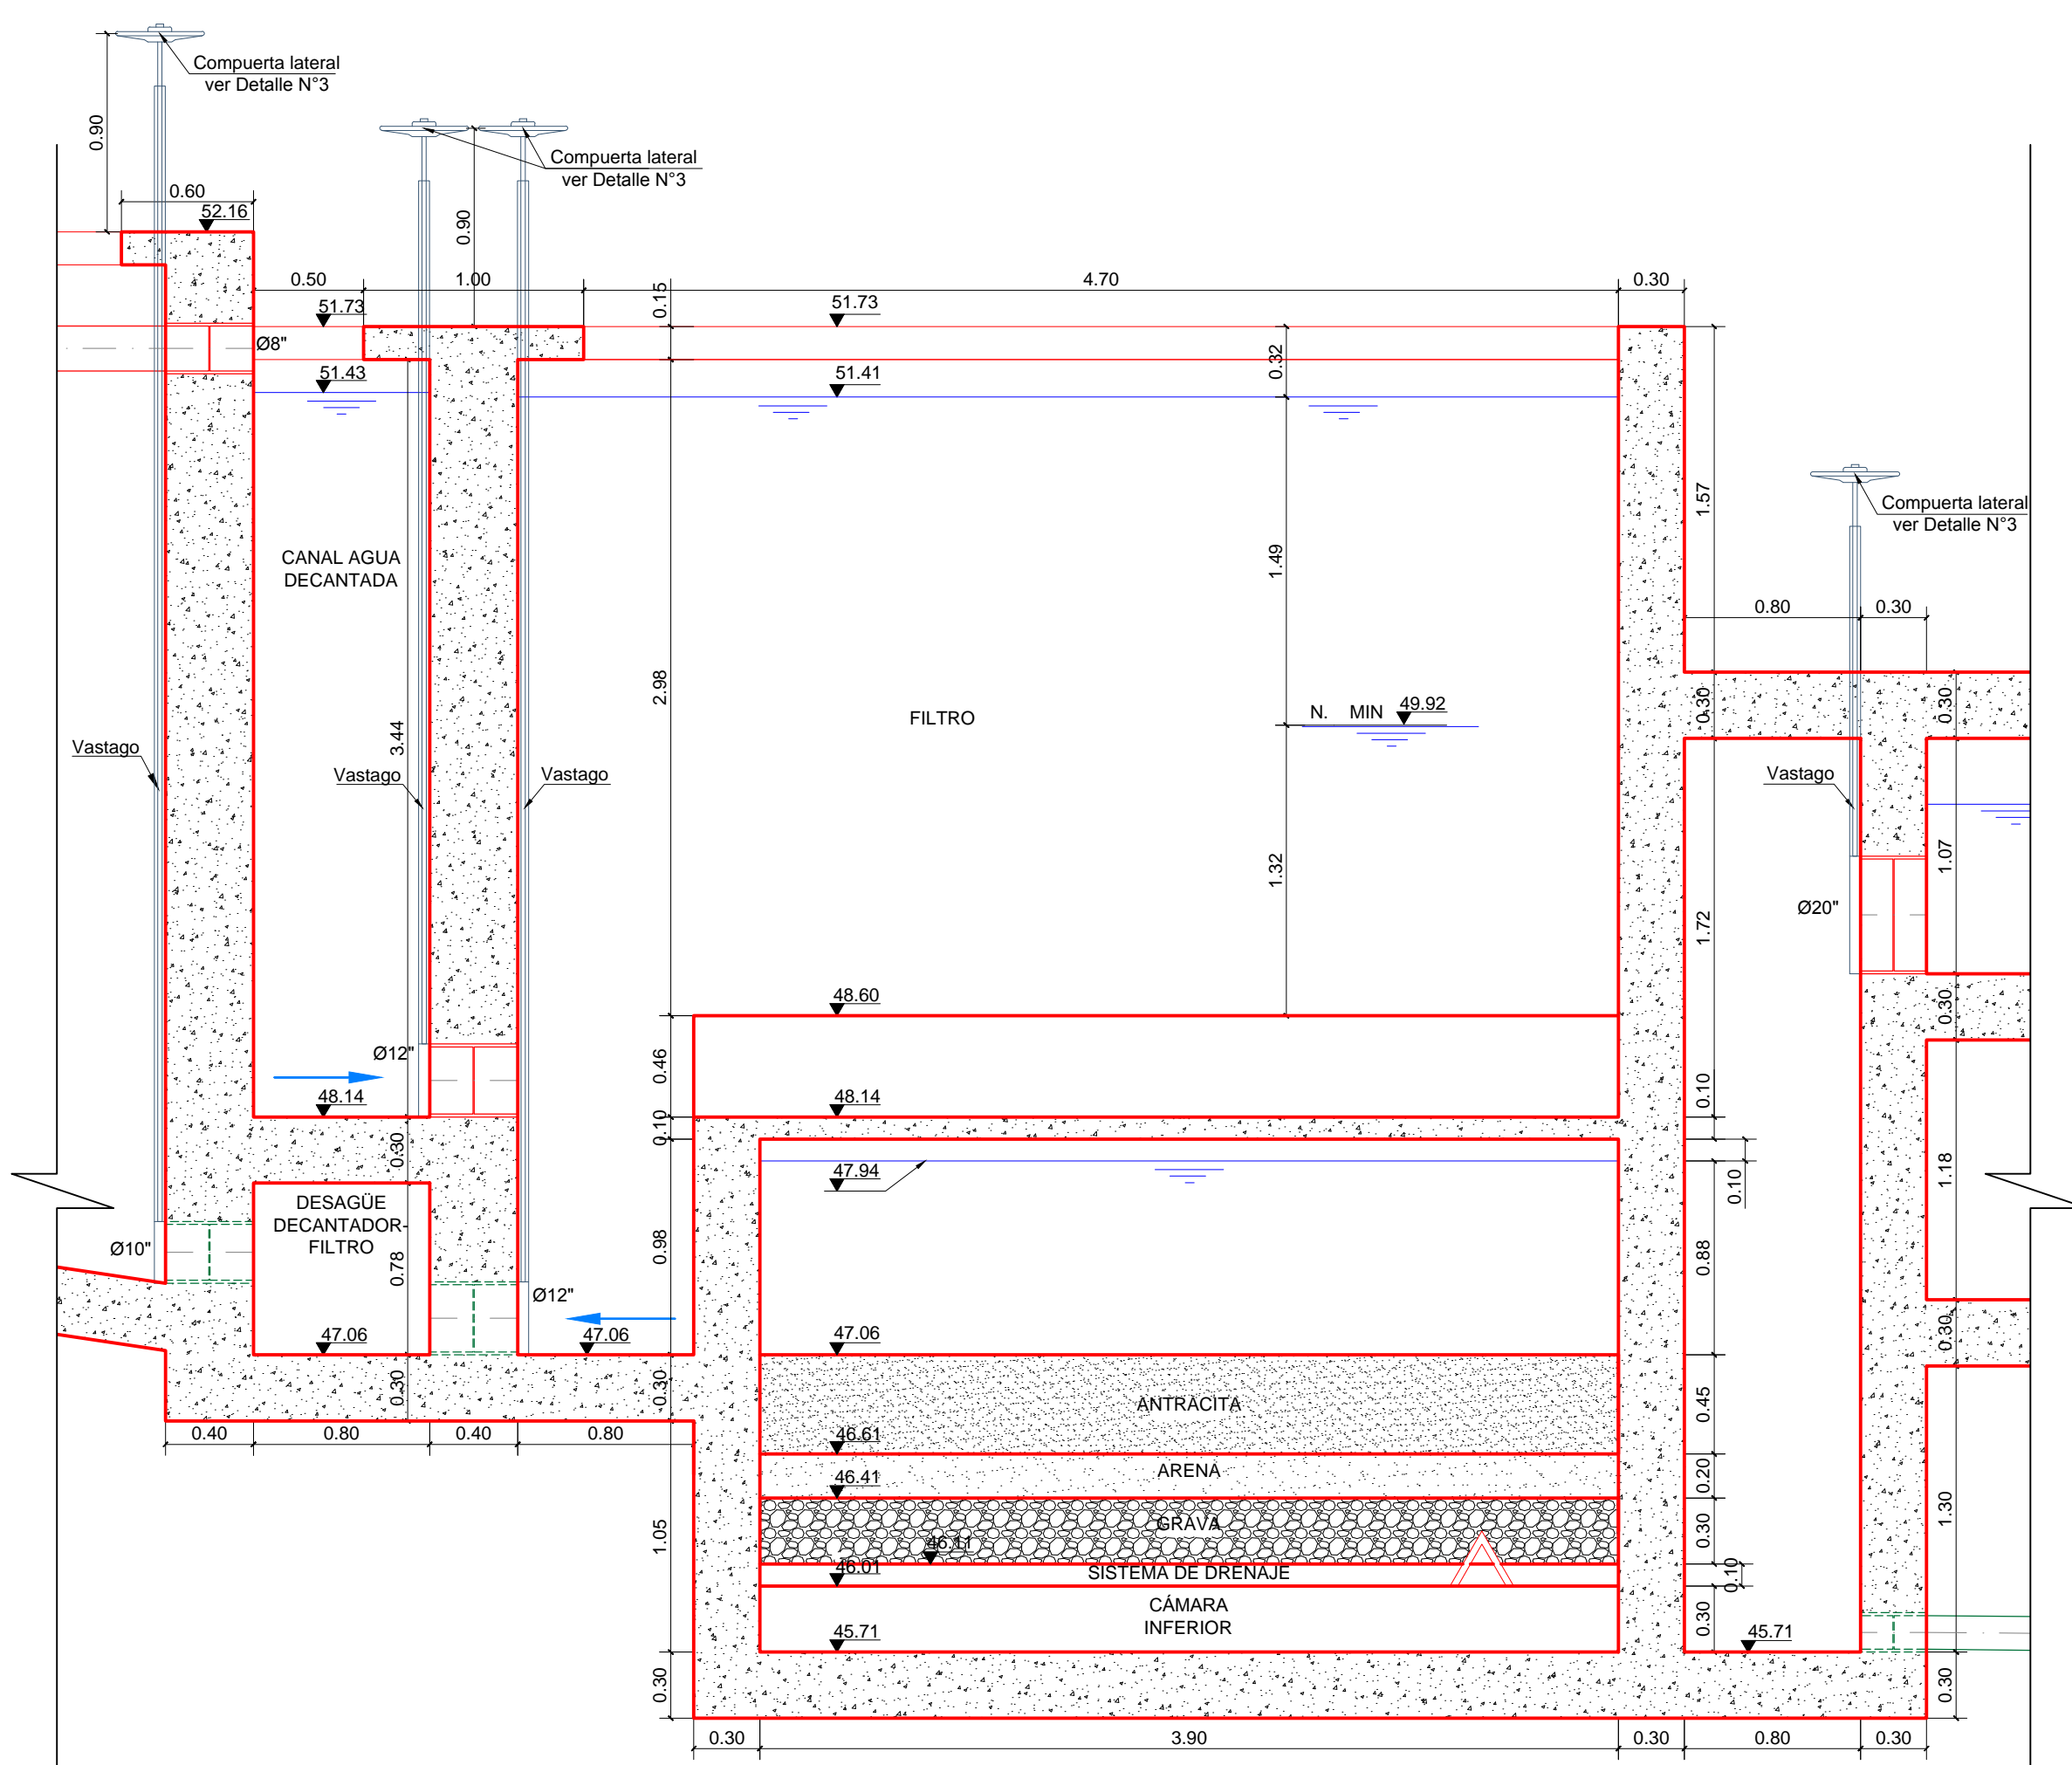 Compuerta lateral
ver Detalle N°3
0.90
Compuerta lateral
ver Detalle N°3
0.60
52.16
0.90
0.50
1.00
0.15
4.70
0.30
51.73
51.73
Ø8"
0.32
51.43
51.41
1.57
Compuerta lateral
ver Detalle N°3
CANAL AGUA
DECANTADA
1.49
0.80
0.30
2.98
3.44
FILTRO
N. MIN
49.92
0.30
0.30
Vastago
Vastago
Vastago
Vastago
1.32
1.07
1.72
Ø20"
48.60
0.30
Ø12"
0.46
0.10
48.14
48.14
0.10
0.30
47.94
0.10
1.18
DESAGÜE
DECANTADOR-
FILTRO
Ø10"
0.78
0.98
0.88
Ø12"
47.06
47.06
47.06
0.30
0.30
0.30
ANTRACITA
0.45
0.40
0.80
0.40
0.80
46.61
ARENA
0.20
46.41
1.05
GRAVA
0.30
1.30
46.11
46.01
SISTEMA DE DRENAJE
0.10
CÁMARA
INFERIOR
0.30
45.71
45.71
0.30
0.30
0.30
3.90
0.30
0.80
0.30